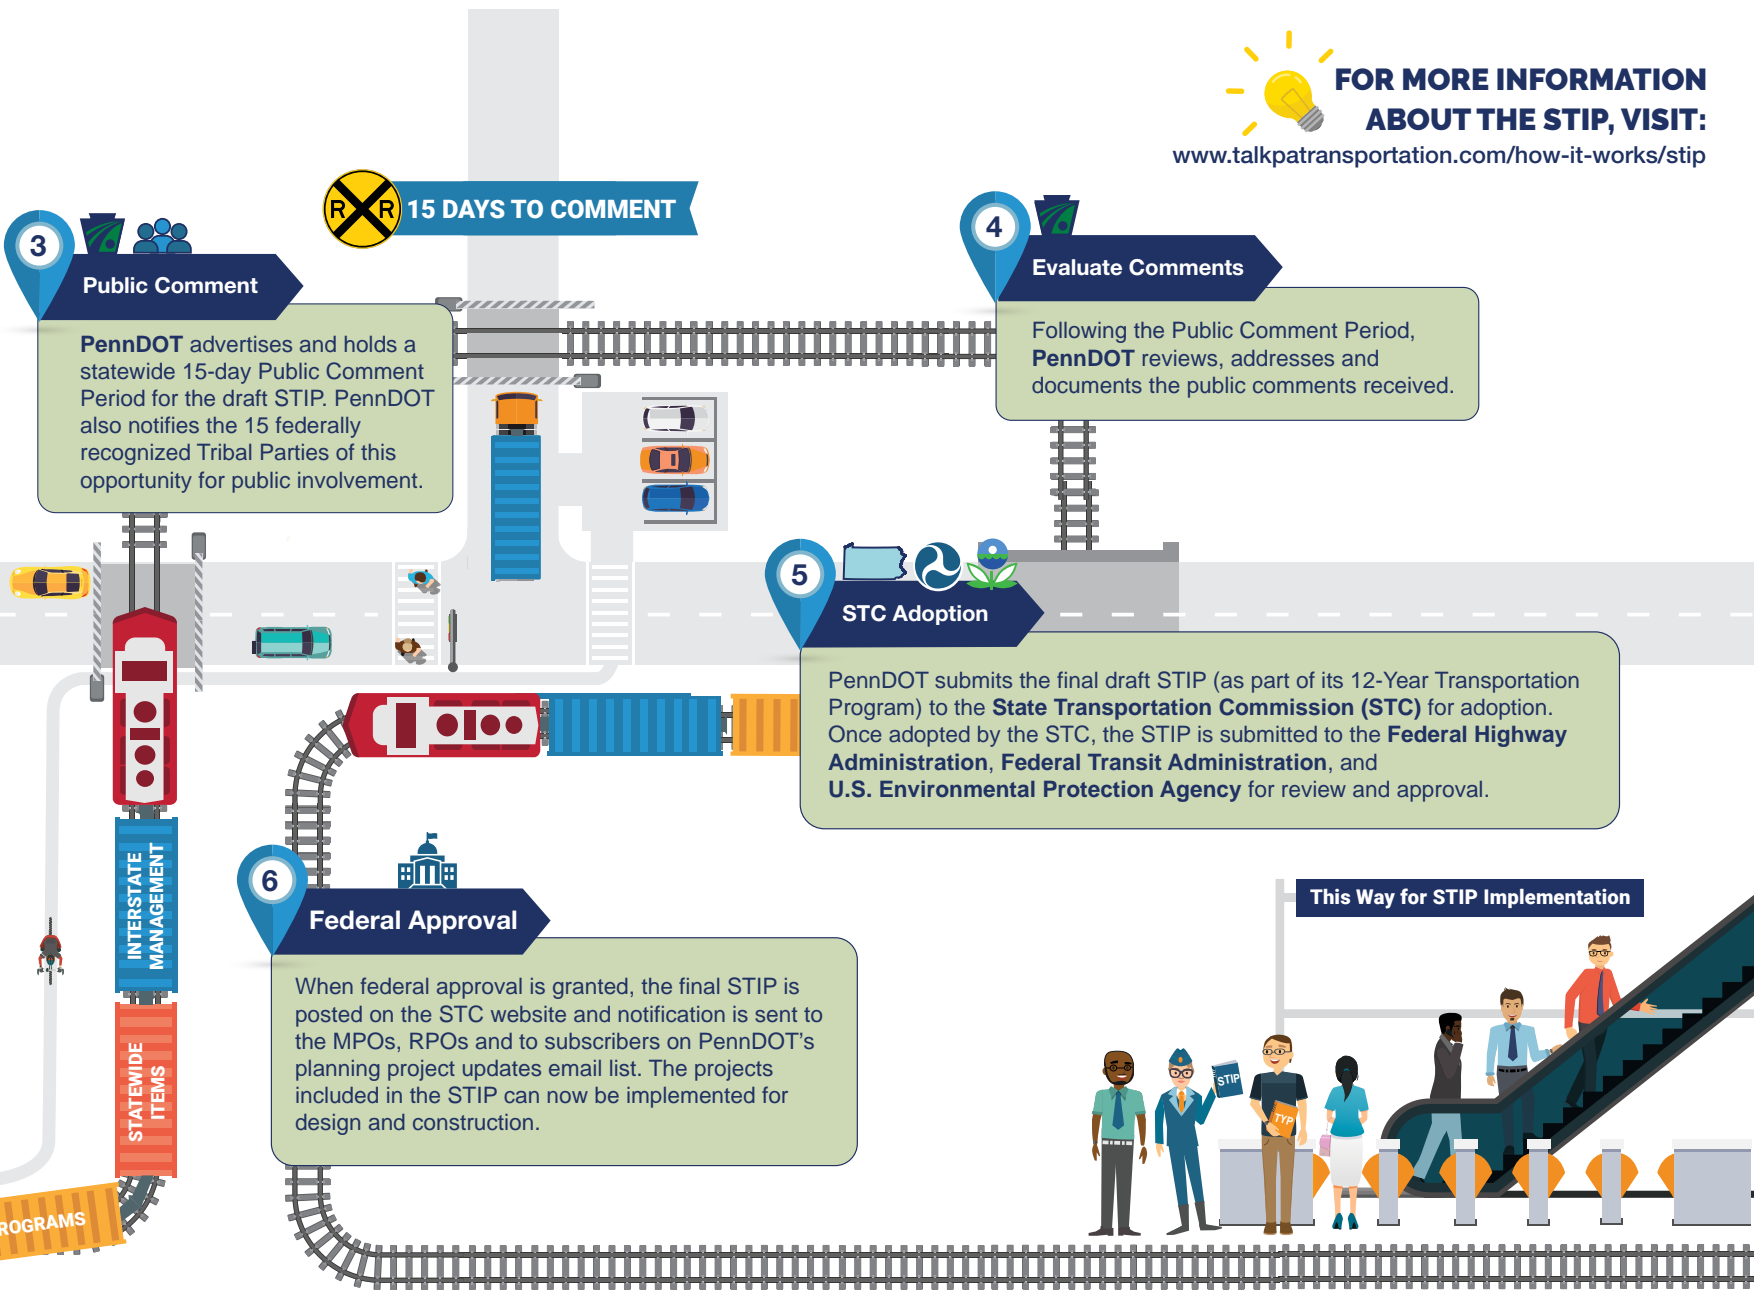 FOR MORE INFORMATION
ABOUT THE STIP, VISIT:
www.talkpatransportation.com/how-it-works/stip
R R 15 DAYS TO COMMENT
3
Public Comment
PennDOT advertises and holds a
statewide 15-day Public Comment
Period for the draft STIP. PennDOT
also notifies the 15 federally
recognized Tribal Parties of this
opportunity for public involvement.
4
Evaluate Comments
Following the Public Comment Period,
PennDOT reviews, addresses and
documents the public comments received.
5
STC Adoption
PennDOT submits the final draft STIP (as part of its 12-Year Transportation
Program) to the State Transportation Commission (STC) for adoption.
Once adopted by the STC, the STIP is submitted to the Federal Highway
Administration, Federal Transit Administration, and
U.S. Environmental Protection Agency for review and approval.
INTERSTATE
MANAGEMENT
STATEWIDE
ITEMS
ROGRAMS
6
Federal Approval
When federal approval is granted, the final STIP is
posted on the STC website and notification is sent to
the MPOs, RPOs and to subscribers on PennDOT's
planning project updates email list. The projects
included in the STIP can now be implemented for
design and construction.
This Way for STIP Implementation
STIP
TYP